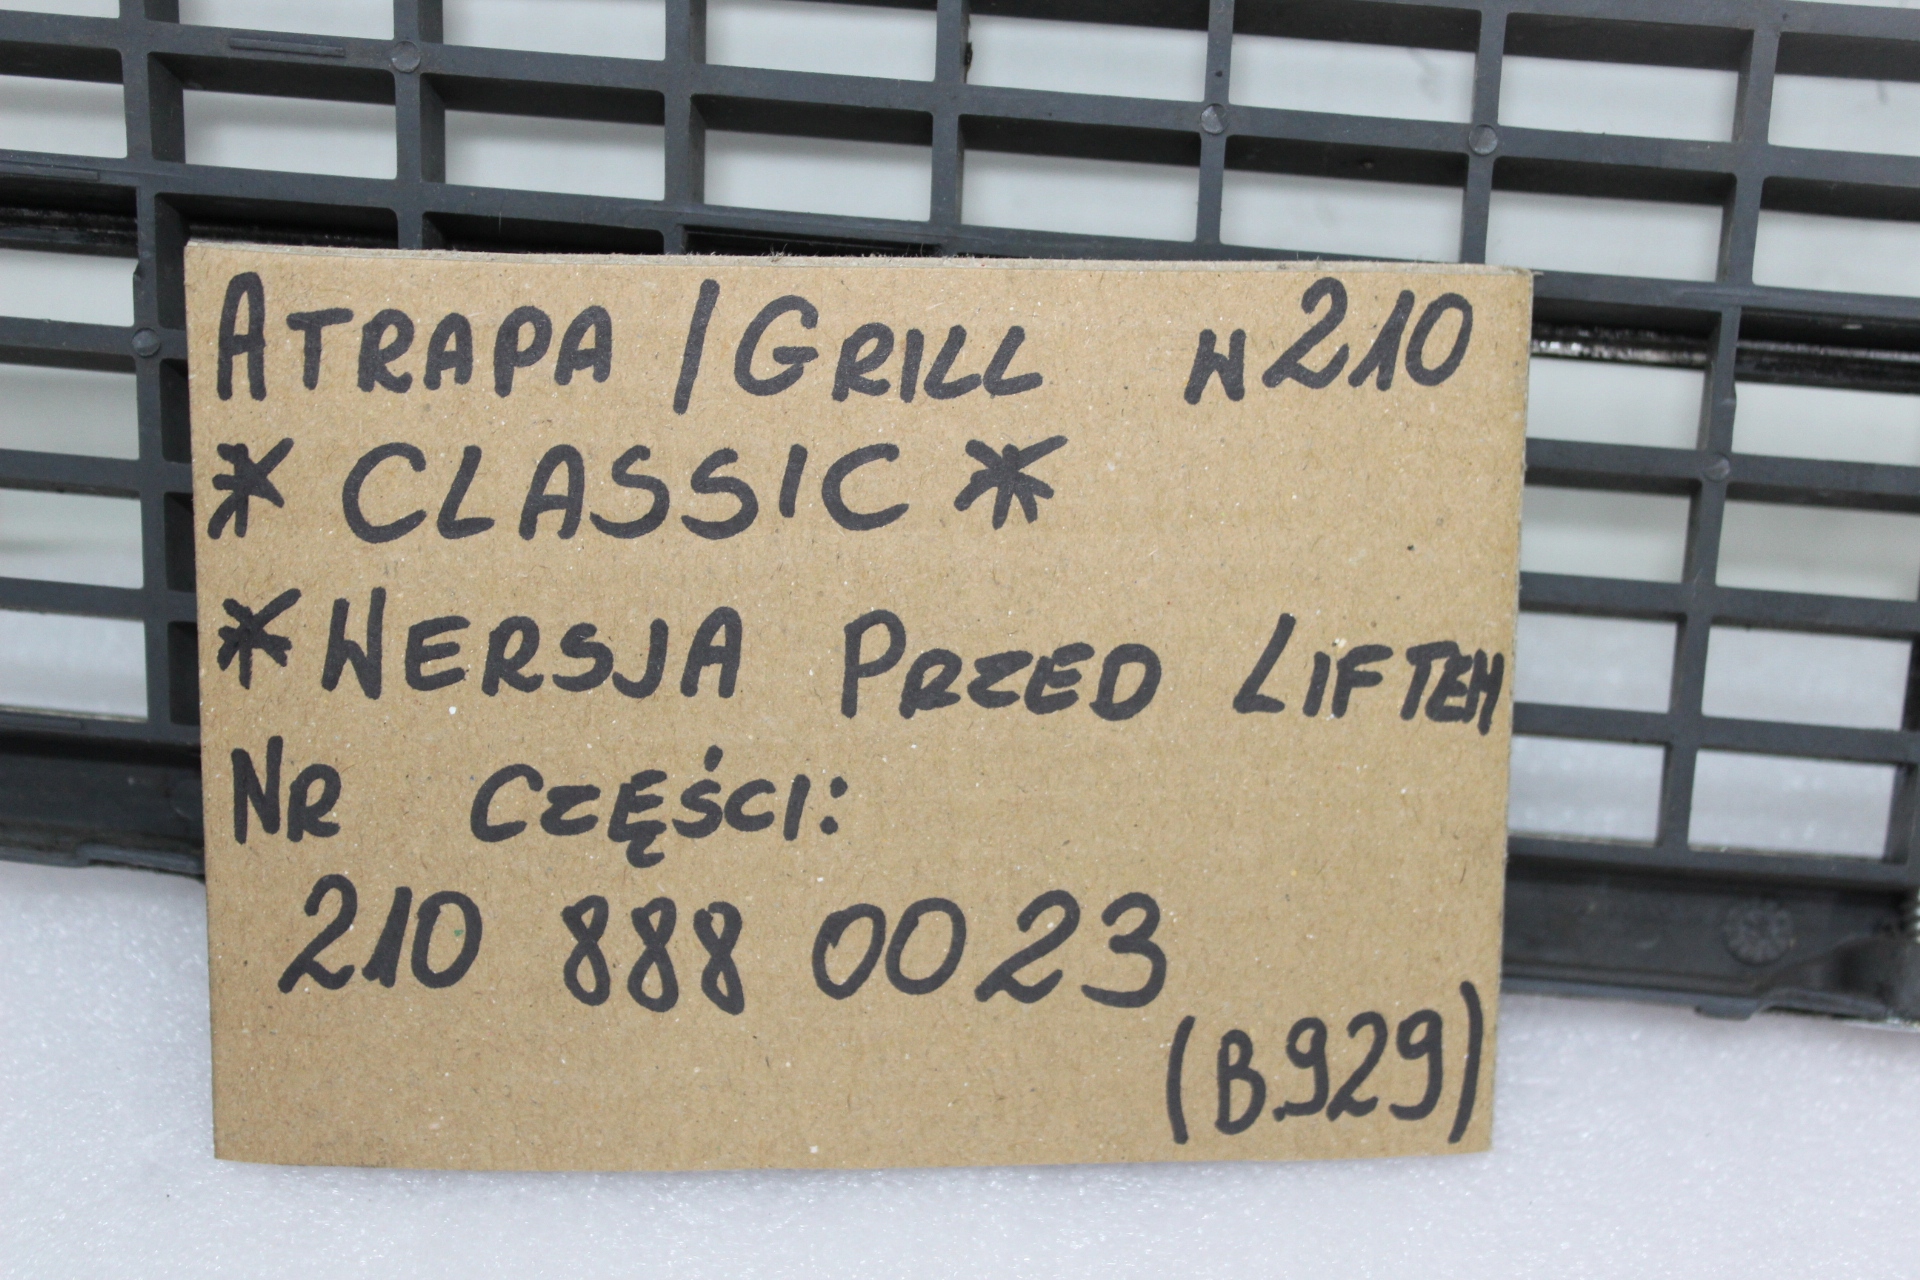 ATRAPA / GRILL W210
* CLASSIC *
* WERSJA PRZED LIFTEM
NR CZĘŚCI:
210 888 0023
(B.929)